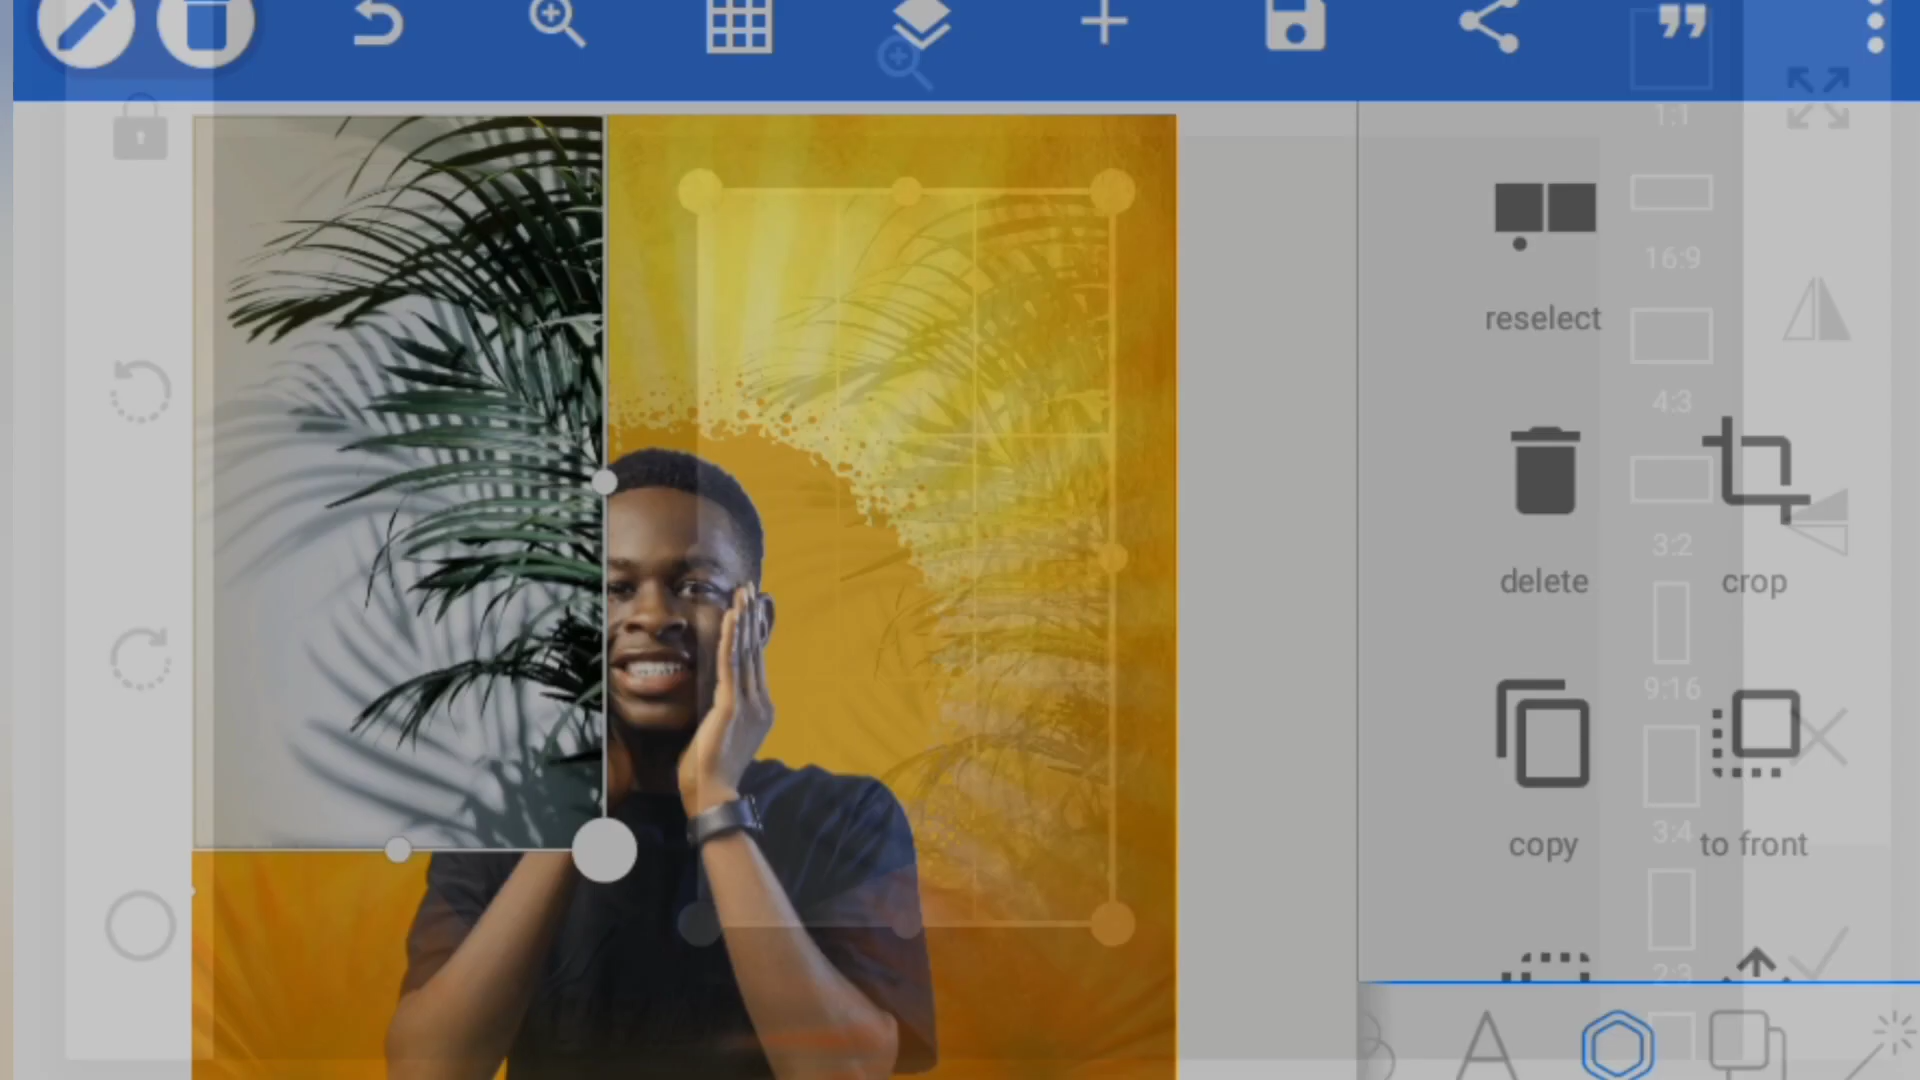 1:1
16:9
reselect
4:3
3:2
delete
crop
9:16
3:4
copy
to front
2:3
A